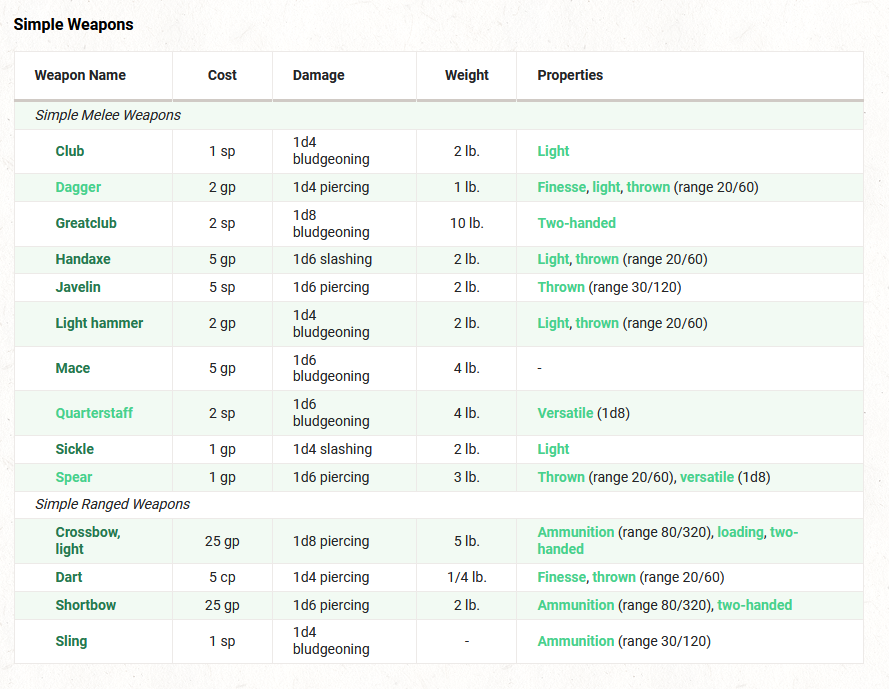 Simple Weapons
Weapon Name Cost Damage Weight Properties
Simple Melee Weapons
Club 1 sp 1d4 bludgeoning 2 lb. Light
Dagger 2 gp 1d4 piercing 1 lb. Finesse, light, thrown (range 20/60)
Greatclub 2 sp 1d8 bludgeoning 10 lb. Two-handed
Handaxe 5 gp 1d6 slashing 2 lb. Light, thrown (range 20/60)
Javelin 5 sp 1d6 piercing 2 lb. Thrown (range 30/120)
Light hammer 2 gp 1d4 bludgeoning 2 lb. Light, thrown (range 20/60)
Mace 5 gp 1d6 bludgeoning 4 lb. -
Quarterstaff 2 sp 1d6 bludgeoning 4 lb. Versatile (1d8)
Sickle 1 gp 1d4 slashing 2 lb. Light
Spear 1 gp 1d6 piercing 3 lb. Thrown (range 20/60), versatile (1d8)
Simple Ranged Weapons
Crossbow, light 25 gp 1d8 piercing 5 lb. Ammunition (range 80/320), loading, two-handed
Dart 5 cp 1d4 piercing 1/4 lb. Finesse, thrown (range 20/60)
Shortbow 25 gp 1d6 piercing 2 lb. Ammunition (range 80/320), two-handed
Sling 1 sp 1d4 bludgeoning - Ammunition (range 30/120)